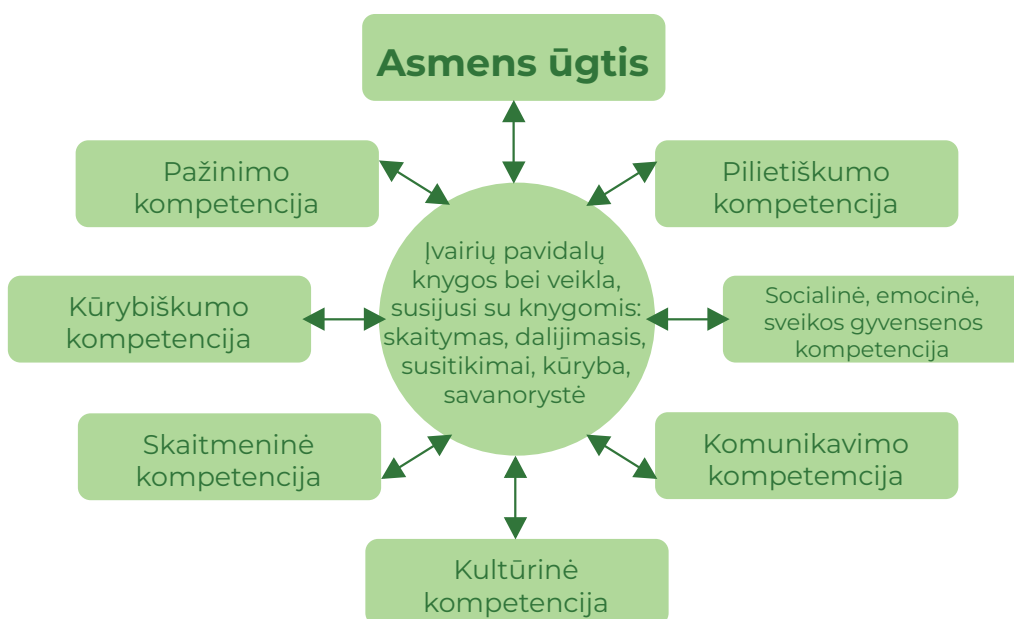 Asmens ūgtis
Pažinimo
kompetencija
Pilietiškumo
kompetencija
Įvairių pavidalų
knygos bei veikla,
susijusi su knygomis:
skaitymas, dalijimasis,
susitikimai, kūryba,
savanorystė
Kūrybiškumo
kompetencija
Socialinė, emocinė,
sveikos gyvensenos
kompetencija
Skaitmeninė
kompetencija
Komunikavimo
kompetemcija
Kultūrinė
kompetencija